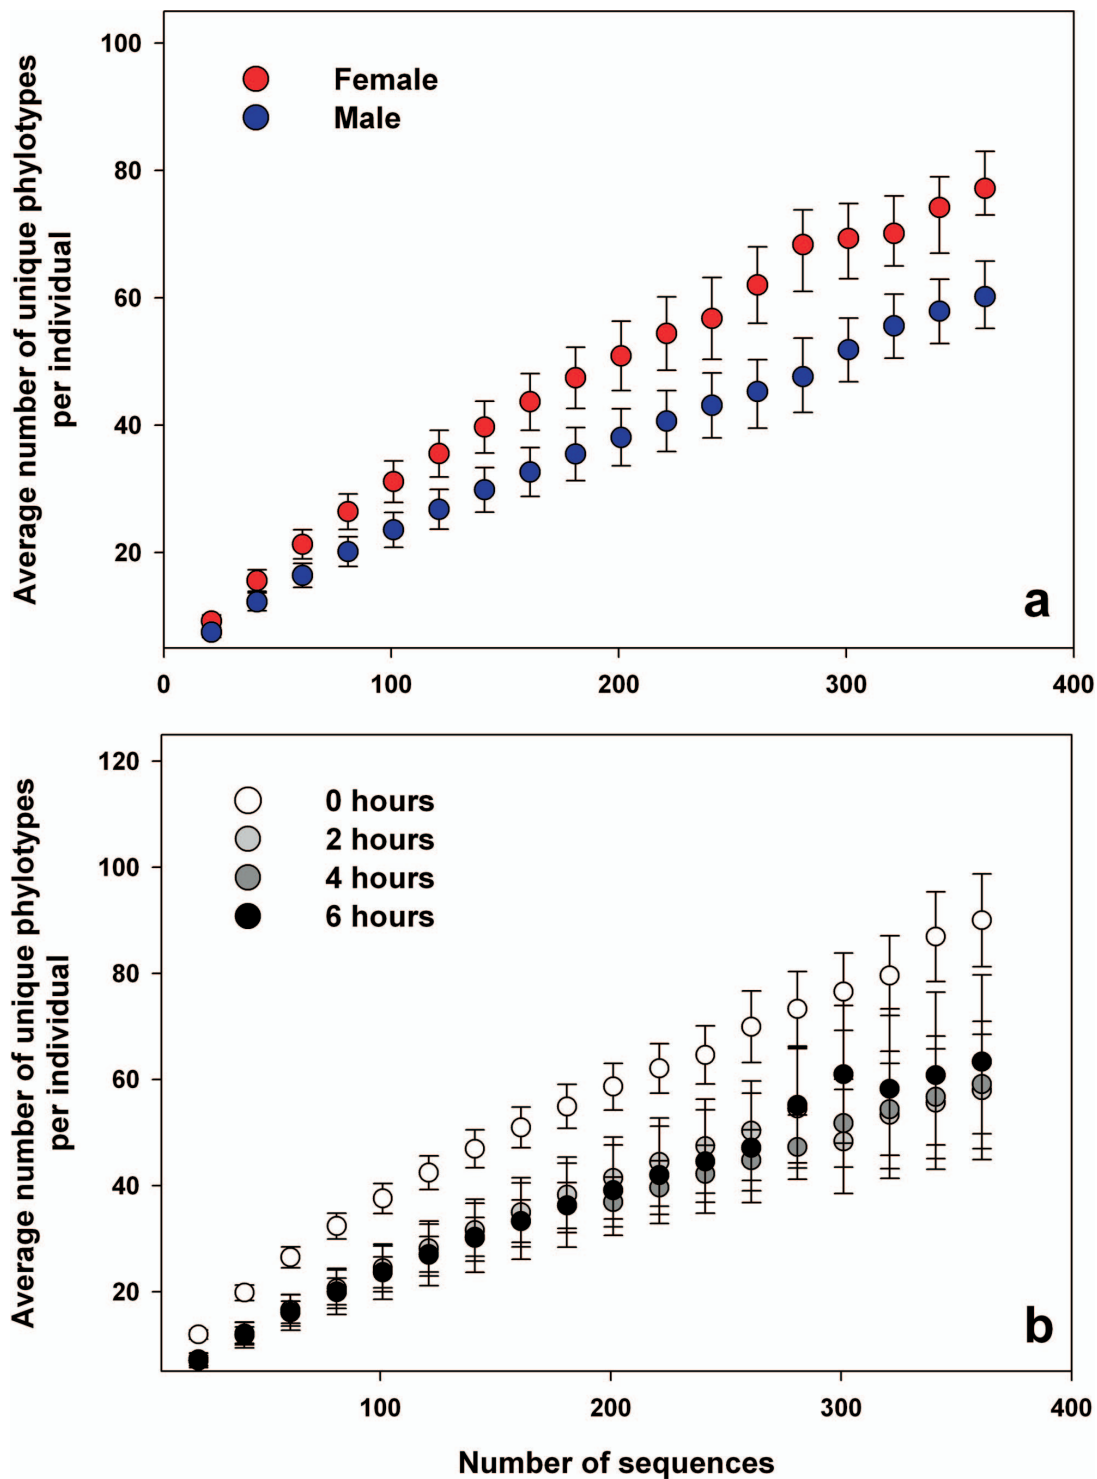 Average number of unique phylotypes
per individual
100
80
60
40
20
Female
Male
a
0
100
200
300
400
Average number of unique phylotypes
per individual
120
100
80
60
40
20
0 hours
2 hours
4 hours
6 hours
b
100
200
300
400
Number of sequences